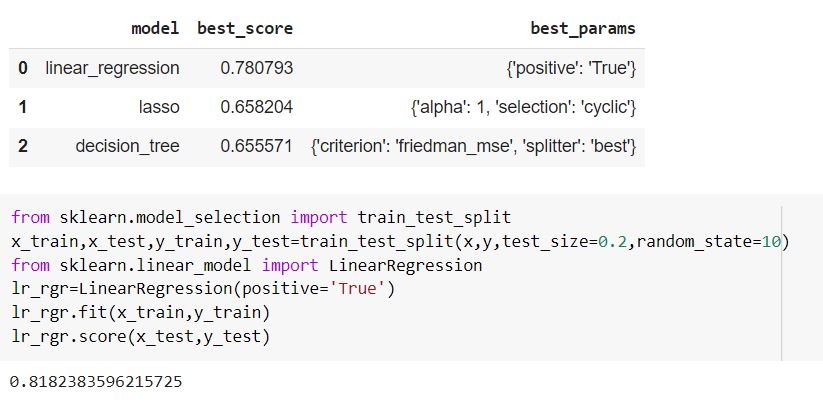 model best_score best_params
0 linear_regression 0.780793 {'positive': 'True'}
1 lasso 0.658204 {'alpha': 1, 'selection': 'cyclic'}
2 decision_tree 0.655571 {'criterion': 'friedman_mse', 'splitter': 'best'}
from sklearn.model_selection import train_test_split
x_train,x_test,y_train,y_test=train_test_split(x,y,test_size=0.2,random_state=10)
from sklearn.linear_model import LinearRegression
lr_rgr=LinearRegression(positive='True')
lr_rgr.fit(x_train,y_train)
lr_rgr.score(x_test,y_test)
0.8182383596215725